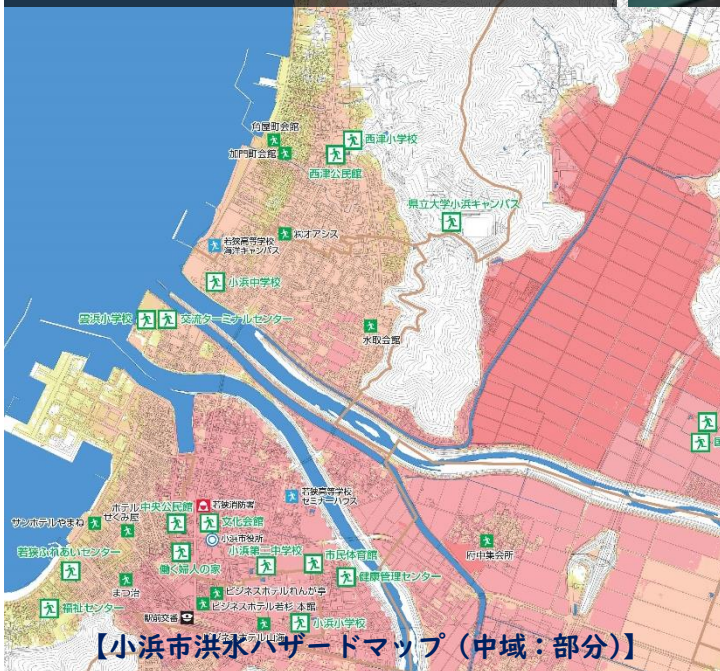 角屋町会館
加門町会館
西津小学校
西津公民館
県立大学小浜キャンパス
㈲オアシス
若狭高等学校
海洋キャンパス
小浜中学校
雲浜小学校
交流ターミナルセンター
水取会館
国
若狭高等学校
セミナーハウス
ホテル
せくみ屋
中央公民館
若狭消防署
サンホテルやまね
文化会館
小浜市役所
若狭ふれあいセンター
働く婦人の家
小浜第二中学校
市民体育館
府中集会所
健康管理センター
まつ治
ビジネスホテルれんが亭
ビジネスホテル若杉 本館
福祉センター
駅前交番
小浜小学校
【小浜市洪水ハザードマップ（中域：部分）】